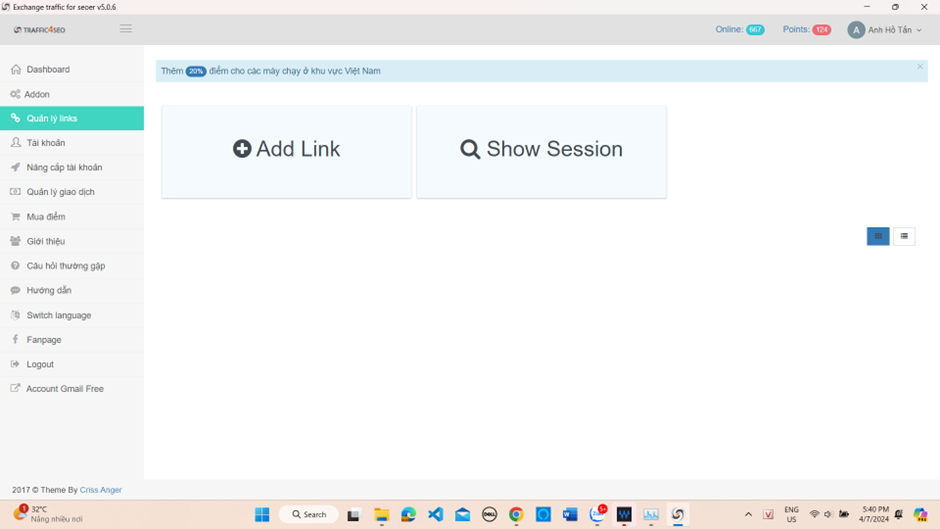 Exchange traffic for seoer v5.0.6
TRAFFIC4SEO
Online: 667
Points: 124
A Anh Hồ Tấn
Dashboard
Addon
Quản lý links
Tài khoản
Nâng cấp tài khoản
Quản lý giao dịch
Mua điểm
Giới thiệu
Câu hỏi thường gặp
Hướng dẫn
Switch language
Fanpage
Logout
Account Gmail Free
Thêm 20% điểm cho các máy chạy ở khu vực Việt Nam
Add Link
Show Session
2017 © Theme By Criss Anger
1
32°C
Nắng nhiều nơi
Search
DELL
5+
V
ENG
US
5:40 PM
4/7/2024